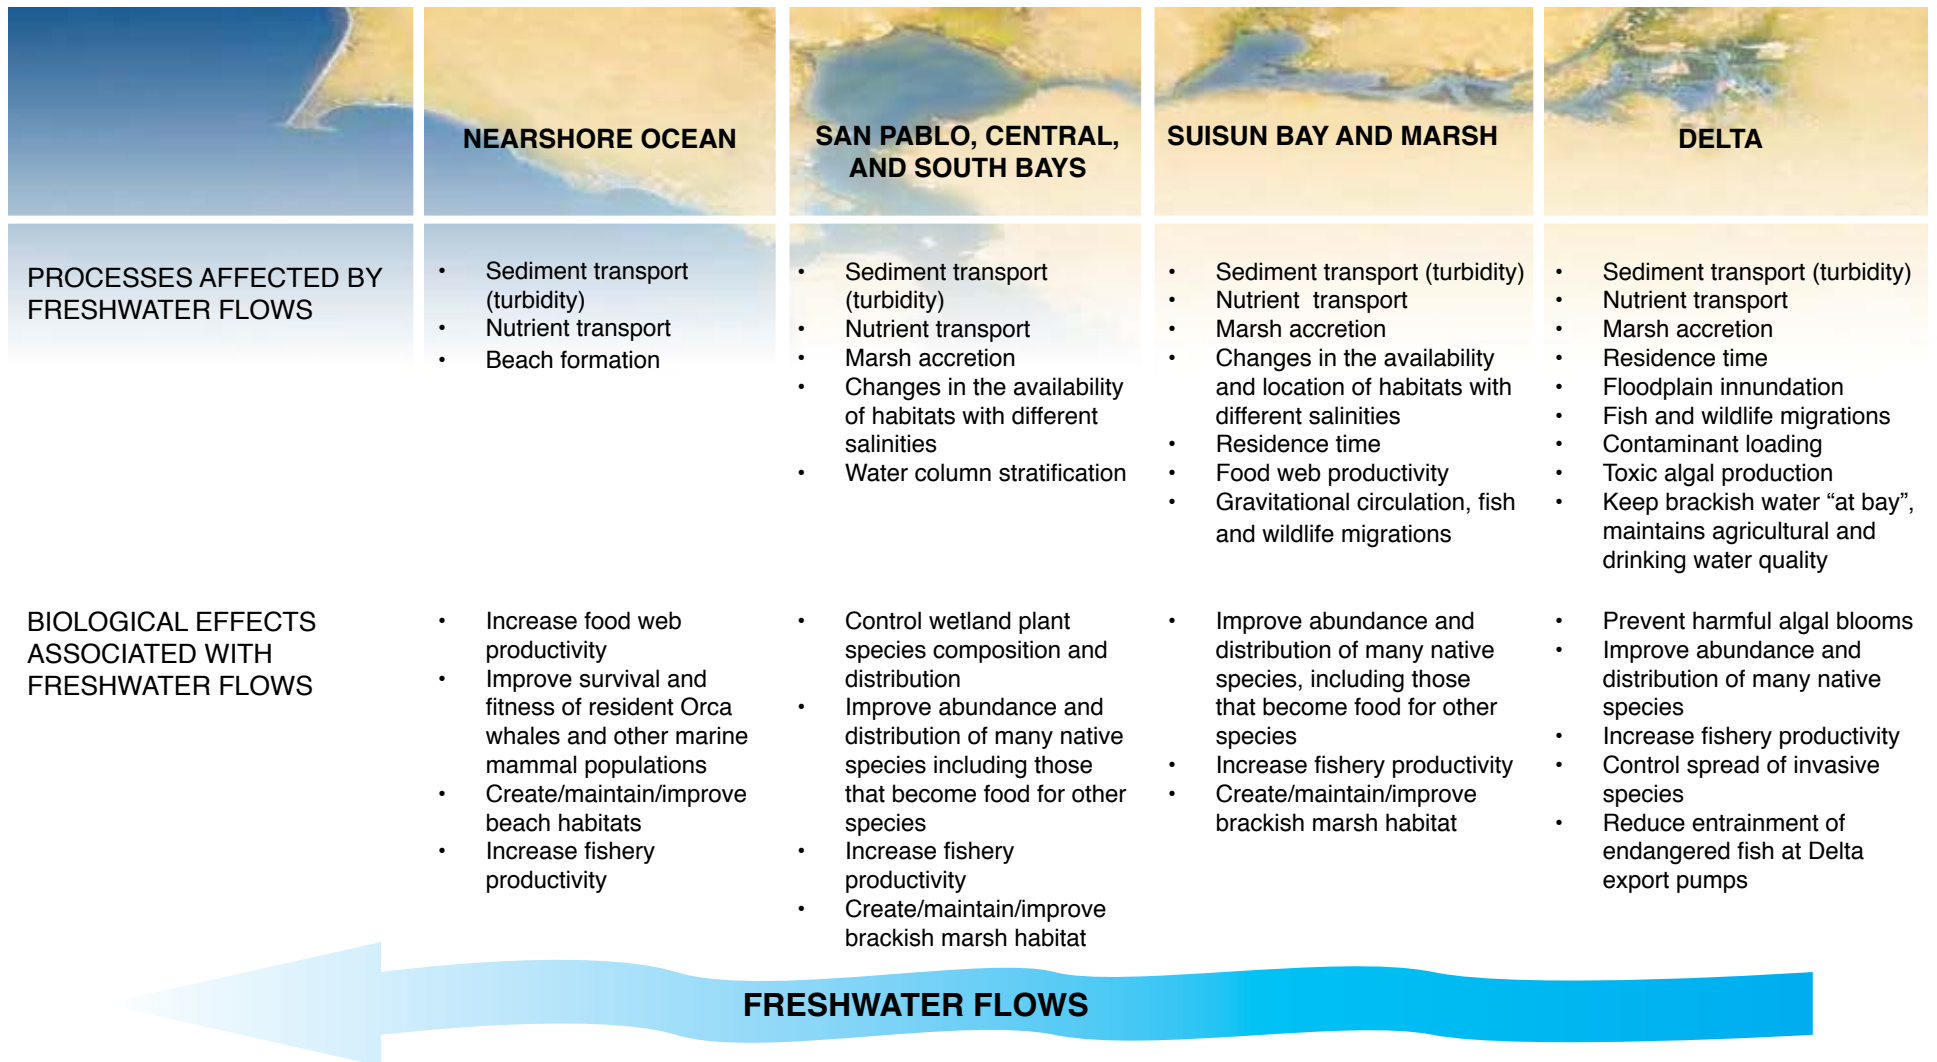 NEARSHORE OCEAN
SAN PABLO, CENTRAL,
AND SOUTH BAYS
SUISUN BAY AND MARSH
DELTA
PROCESSES AFFECTED BY
FRESHWATER FLOWS
• Sediment transport
(turbidity)
• Nutrient transport
• Beach formation
• Sediment transport
(turbidity)
• Nutrient transport
• Marsh accretion
• Changes in the availability
of habitats with different
salinities
• Water column stratification
• Sediment transport (turbidity)
• Nutrient transport
• Marsh accretion
• Changes in the availability
and location of habitats with
different salinities
• Residence time
• Food web productivity
• Gravitational circulation, fish
and wildlife migrations
• Sediment transport (turbidity)
• Nutrient transport
• Marsh accretion
• Residence time
• Floodplain innundation
• Fish and wildlife migrations
• Contaminant loading
• Toxic algal production
• Keep brackish water “at bay”,
maintains agricultural and
drinking water quality
BIOLOGICAL EFFECTS
ASSOCIATED WITH
FRESHWATER FLOWS
• Increase food web
productivity
• Improve survival and
fitness of resident Orca
whales and other marine
mammal populations
• Create/maintain/improve
beach habitats
• Increase fishery
productivity
• Control wetland plant
species composition and
distribution
• Improve abundance and
distribution of many native
species including those
that become food for other
species
• Increase fishery
productivity
• Create/maintain/improve
brackish marsh habitat
• Improve abundance and
distribution of many native
species, including those
that become food for other
species
• Increase fishery productivity
• Create/maintain/improve
brackish marsh habitat
• Prevent harmful algal blooms
• Improve abundance and
distribution of many native
species
• Increase fishery productivity
• Control spread of invasive
species
• Reduce entrainment of
endangered fish at Delta
export pumps
FRESHWATER FLOWS